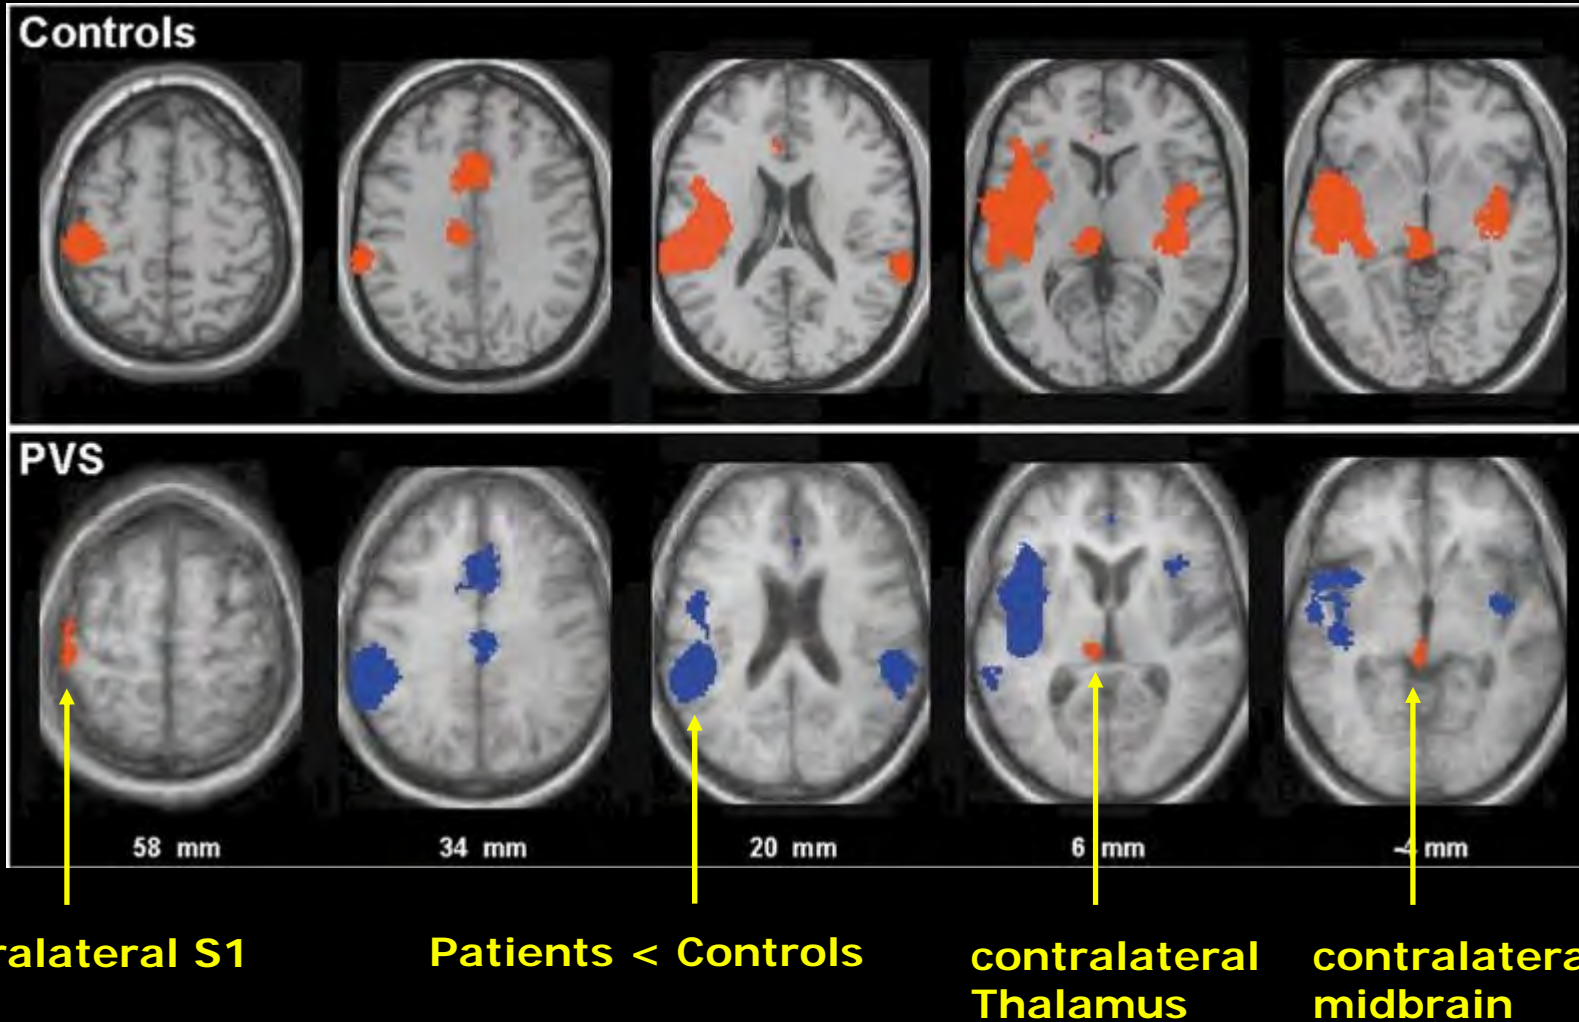 Controls
PVS
58 mm
34 mm
20 mm
6 mm
-4 mm
ralateral S1
Patients < Controls
contralateral
Thalamus
contralatera
midbrain